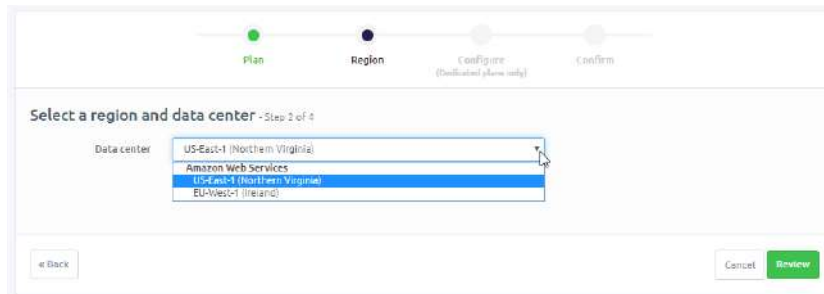 Plan Region Configure Confirm
(Dedicated plans only)
Select a region and data center - Step 2 of 4
Data center US-East-1 (Northern Virginia)
Amazon Web Services
US-East-1 (Northern Virginia)
EU-West-1 (Ireland)
« Back Cancel Review